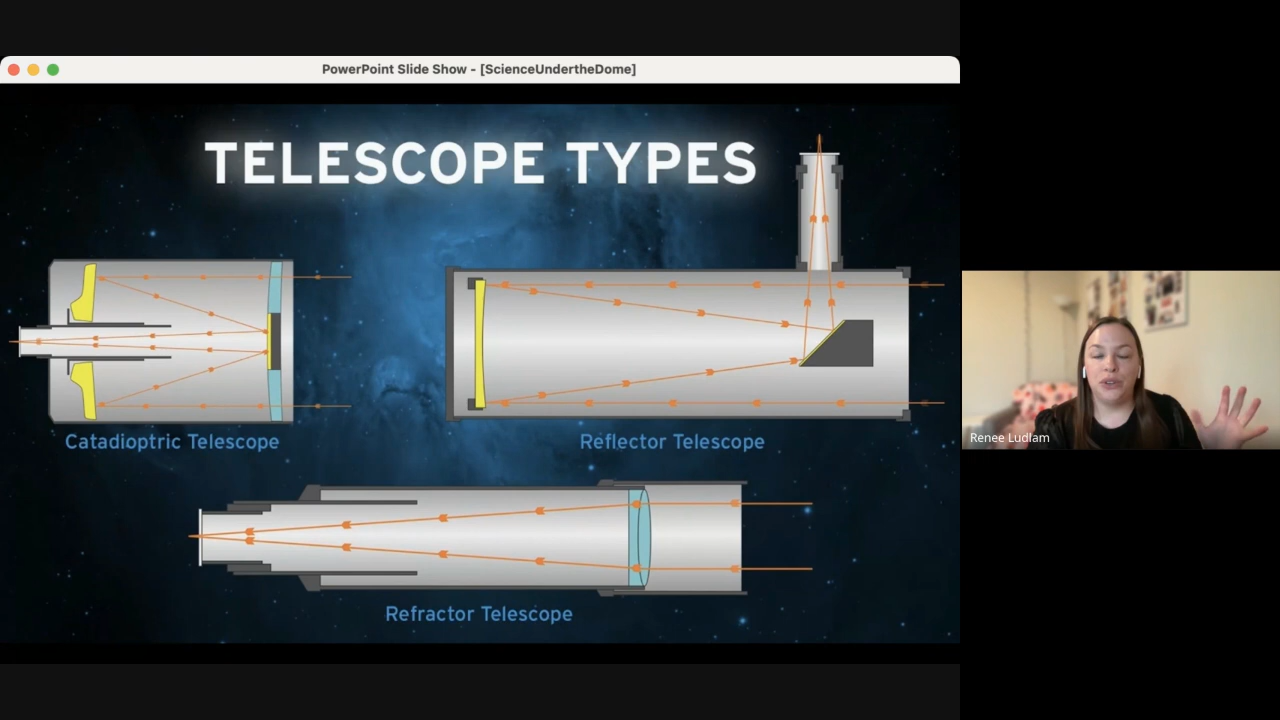 PowerPoint Slide Show - [ScienceUndertheDome]
TELESCOPE TYPES
Catadioptric Telescope
Reflector Telescope
Refractor Telescope
Renee Ludlam